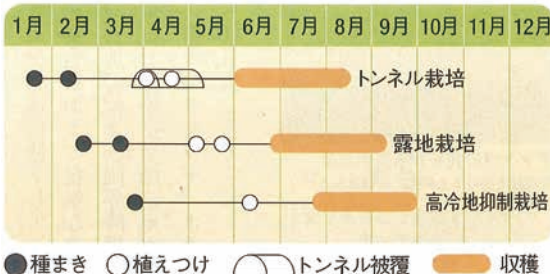 1月 2月 3月 4月 5月 6月 7月 8月 9月 10月 11月 12月
トンネル栽培
露地栽培
高冷地抑制栽培
種まき 植えつけ トンネル被覆 収穫